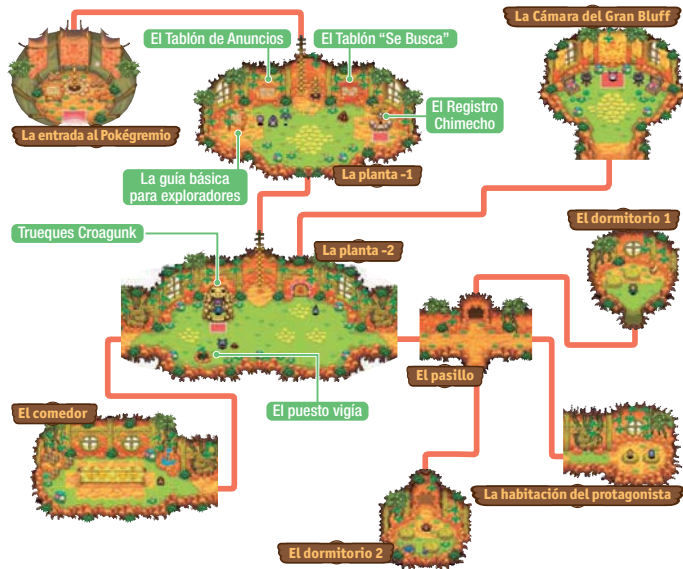 El Tablón de Anuncios
El Tablón “Se Busca”
La Cámara del Gran Bluff
La entrada al Pokégremio
El Registro
Chimecho
La guía básica
para exploradores
La planta -1
Trueques Croagunk
La planta -2
El dormitorio 1
El pasillo
El puesto vigía
El comedor
La habitación del protagonista
El dormitorio 2